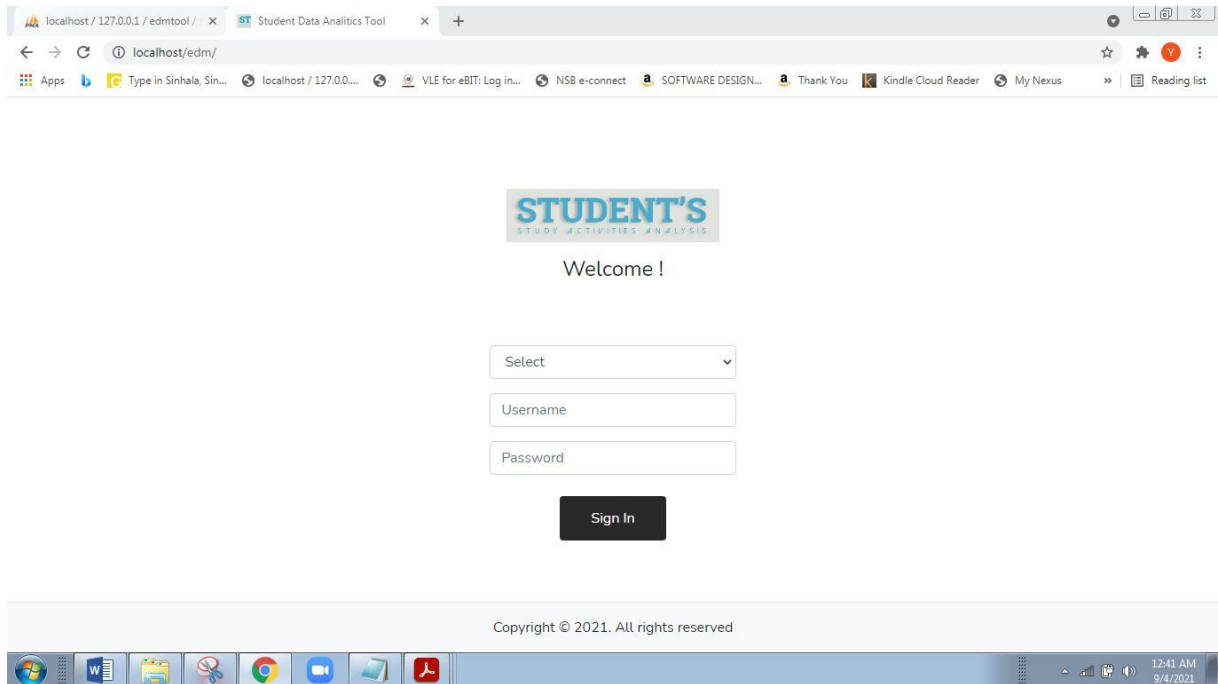 localhost / 127.0.0.1 / edmtool /
ST Student Data Analitics Tool
localhost/edm/
Apps
Type in Sinhala, Sin...
localhost / 127.0.0....
VLE for eBIT: Log in...
NSB e-connect
SOFTWARE DESIGN...
Thank You
Kindle Cloud Reader
My Nexus
»
Reading list
STUDENT'S
STUDY ACTIVITIES ANALYSIS
Welcome !
Select
Username
Password
Sign In
Copyright © 2021. All rights reserved
12:41 AM
9/4/2021